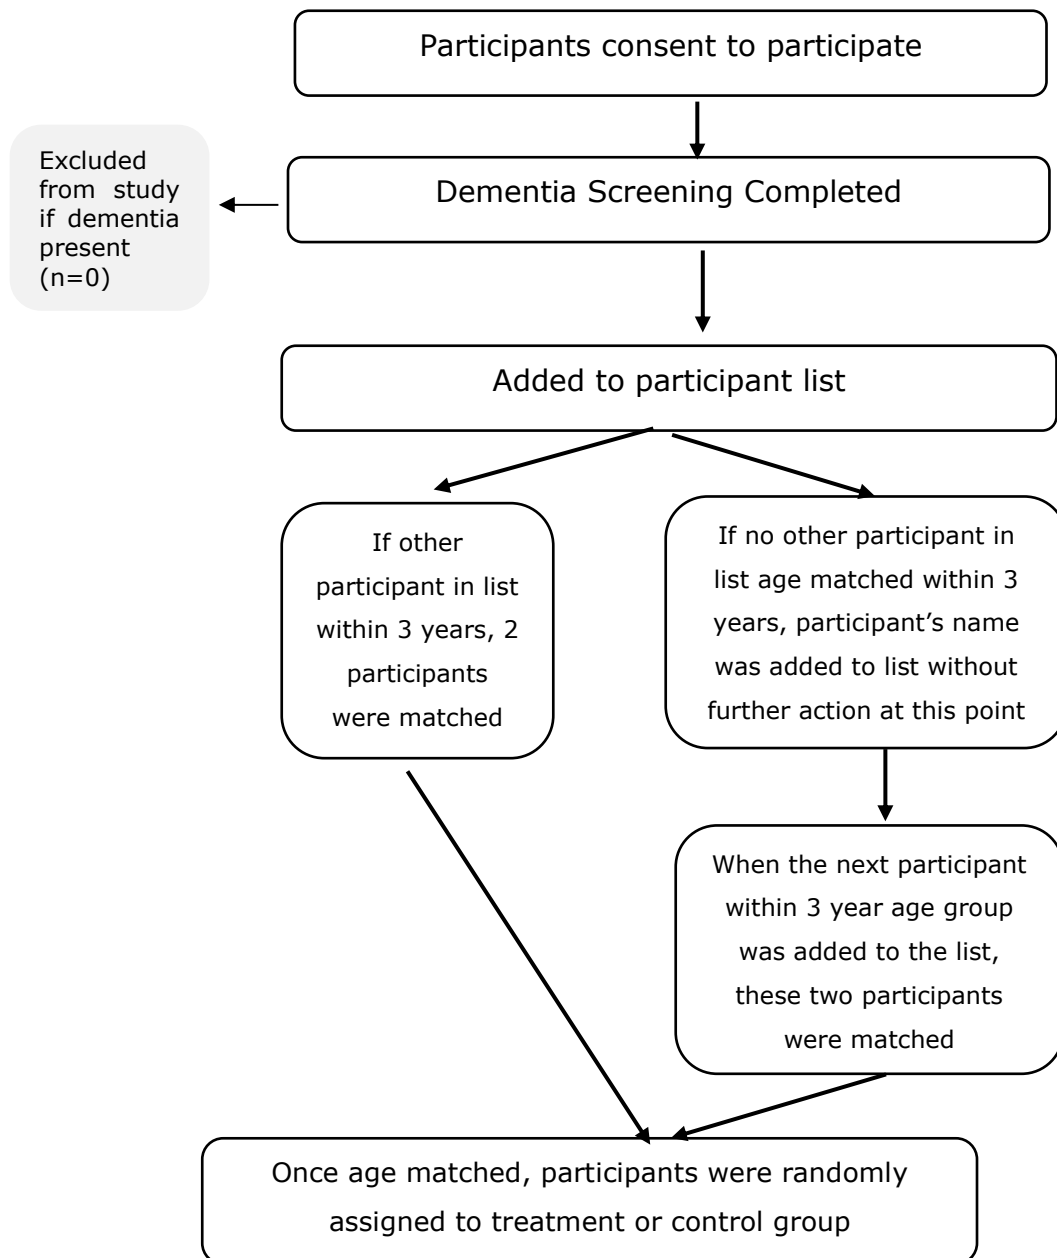 Participants consent to participate
Excluded
from study
if dementia
present
(n=0)
Dementia Screening Completed
Added to participant list
If other
participant in list
within 3 years, 2
participants
were matched
If no other participant in
list age matched within 3
years, participant’s name
was added to list without
further action at this point
When the next participant
within 3 year age group
was added to the list,
these two participants
were matched
Once age matched, participants were randomly
assigned to treatment or control group